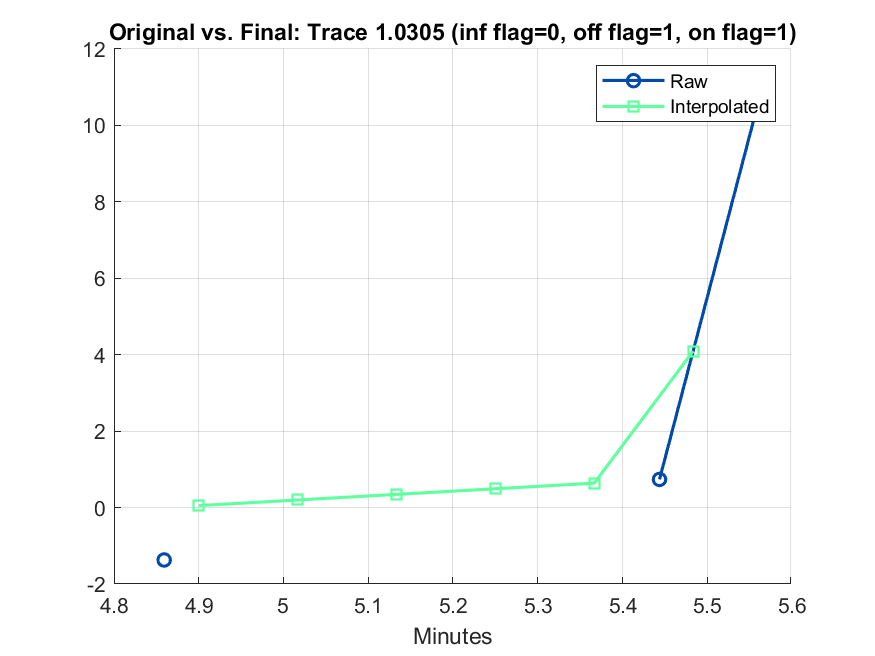 Original vs. Final: Trace 1.0305 (inf flag=0, off flag=1, on flag=1)
12
10
8
6
4
2
0
-2
Raw
Interpolated
4.8 4.9 5 5.1 5.2 5.3 5.4 5.5 5.6
Minutes